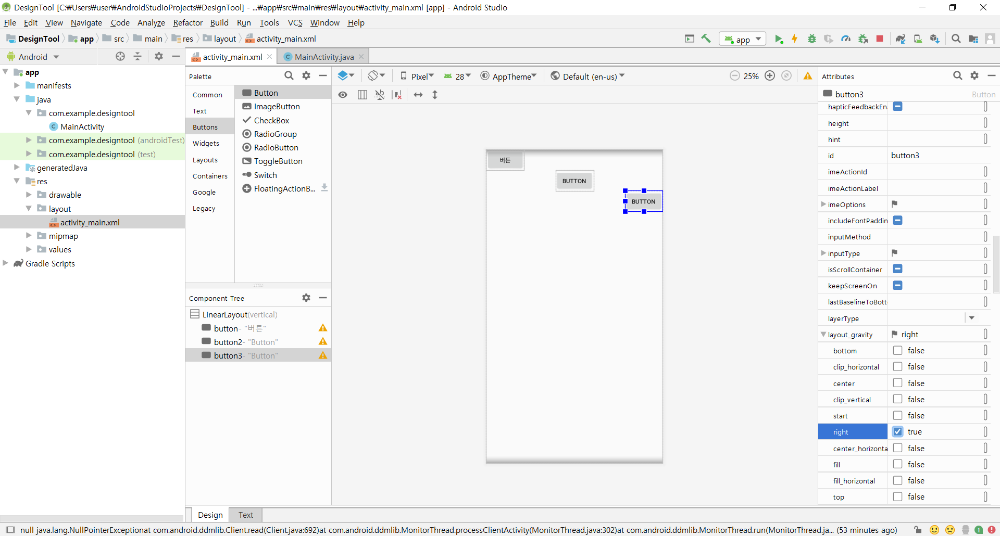 DesignTool [C:₩Users₩user₩AndroidStudioProjects₩DesignTool] - ...₩app₩src₩main₩res₩layout₩activity_main.xml [app] - Android Studio
File Edit View Navigate Code Analyze Refactor Build Run Tools VCS Window Help
DesignTool app src main res layout activity_main.xml
app
Android
activity_main.xml MainActivity.java
app
manifests
java
com.example.designtool
MainActivity
com.example.designtool (androidTest)
com.example.designtool (test)
generatedJava
res
drawable
layout
activity_main.xml
mipmap
values
Gradle Scripts
Palette
Common
Text
Buttons
Widgets
Layouts
Containers
Google
Legacy
Button
ImageButton
CheckBox
RadioGroup
RadioButton
ToggleButton
Switch
FloatingActionB...
Component Tree
LinearLayout(vertical)
button- "버튼"
button2- "Button"
button3- "Button"
Pixel 28 AppTheme Default (en-us) 25%
버튼
BUTTON
BUTTON
Attributes
button3 Button
hapticFeedbackEn
height
hint
id button3
imeActionId
imeActionLabel
imeOptions
includeFontPaddin
inputMethod
inputType
isScrollContainer
keepScreenOn
lastBaselineToBott
layerType
layout_gravity right
bottom false
clip_horizontal false
center false
clip_vertical false
start false
right true
center_horizonta false
fill false
fill_horizontal false
top false
Design Text
null java.lang.NullPointerExceptionat com.android.ddmlib.Client.read(Client.java:692)at com.android.ddmlib.MonitorThread.processClientActivity(MonitorThread.java:302)at com.android.ddmlib.MonitorThread.run(MonitorThread.ja... (53 minutes ago) 1